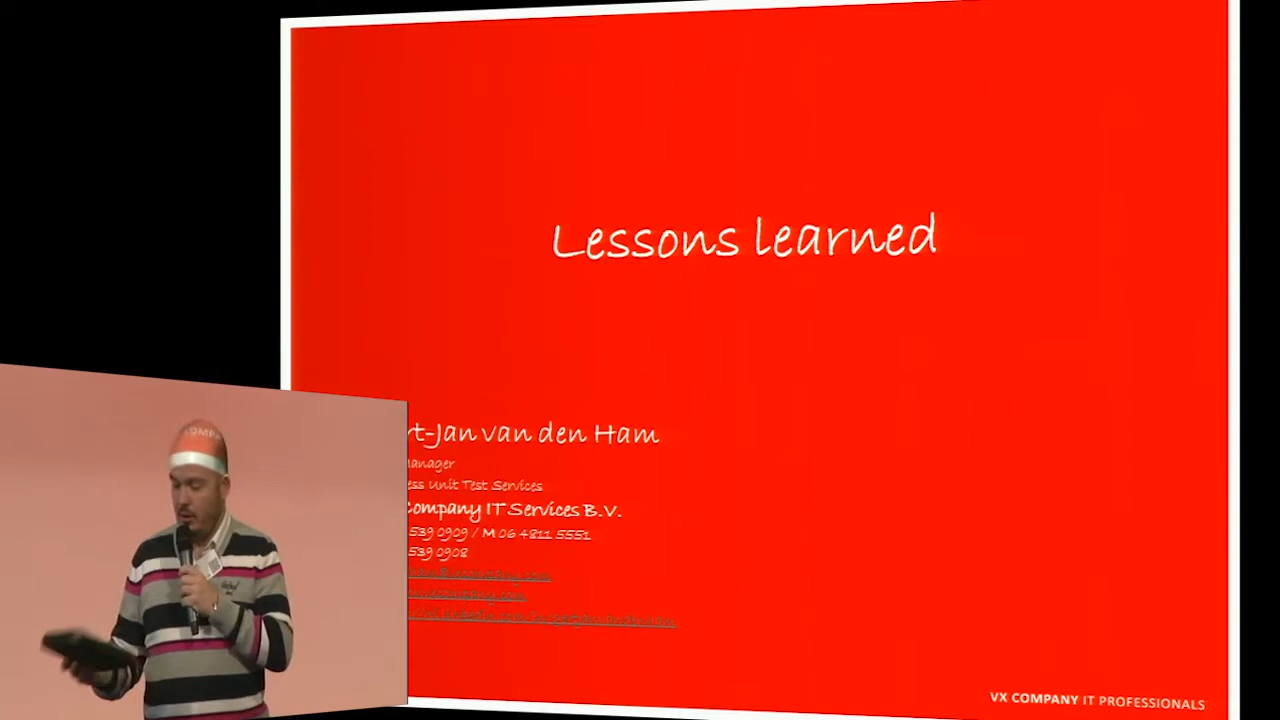 Lessons learned
rt-Jan van den Ham
anager
ess Unit Test Services
Company IT Services B.V.
539 0909 / M 06 4811 5551
539 0908
VX COMPANY IT PROFESSIONALS